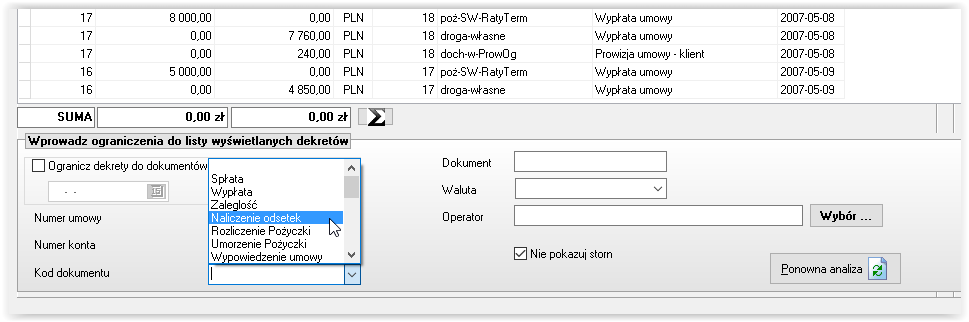 17 8 000,00 0,00 PLN 18 poż-SW-RatyTerm Wypłata umowy 2007-05-08
17 0,00 7 760,00 PLN 18 droga-własne Wypłata umowy 2007-05-08
17 0,00 240,00 PLN 18 doch-w-ProwOg Prowizja umowy - klient 2007-05-08
16 5 000,00 0,00 PLN 17 poż-SW-RatyTerm Wypłata umowy 2007-05-09
16 0,00 4 850,00 PLN 17 droga-własne Wypłata umowy 2007-05-09
SUMA 0,00 zł 0,00 zł Σ
Wprowadz ograniczenia do listy wyświetlanych dekretów
Ogranicz dekrety do dokumentów
- - 15
Numer umowy
Numer konta
Kod dokumentu
Spłata
Wypłata
Zaległość
Naliczenie odsetek
Rozliczenie Pożyczki
Umorzenie Pożyczki
Wypowiedzenie umowy
Dokument
Waluta
Operator
Wybór ...
Nie pokazuj storn
Ponowna analiza